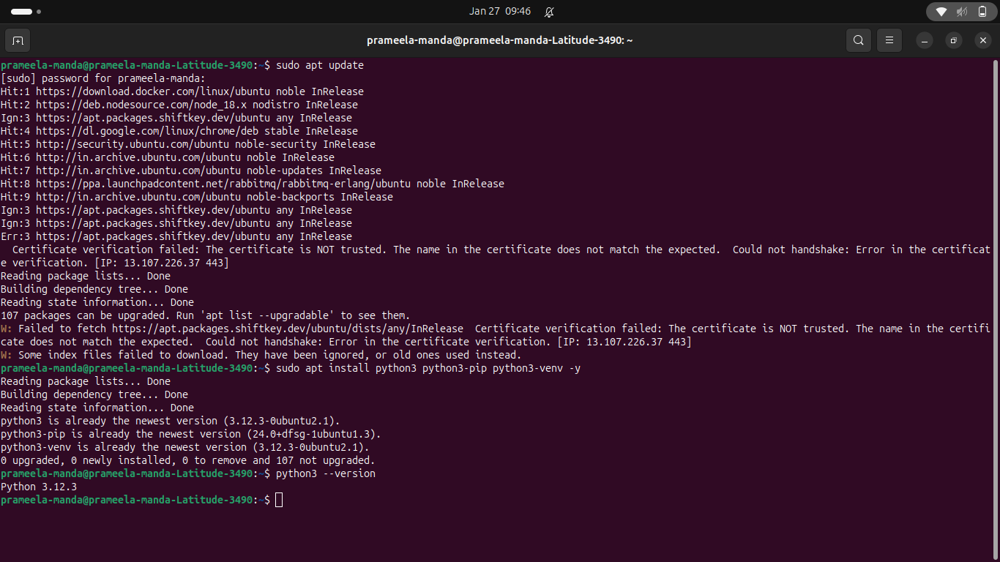 Jan 27 09:46
prameela-manda@prameela-manda-Latitude-3490: ~
prameela-manda@prameela-manda-Latitude-3490:~$ sudo apt update
[sudo] password for prameela-manda:
Hit:1 https://download.docker.com/linux/ubuntu noble InRelease
Hit:2 https://deb.nodesource.com/node_18.x nodistro InRelease
Ign:3 https://apt.packages.shiftkey.dev/ubuntu any InRelease
Hit:4 https://dl.google.com/linux/chrome/deb stable InRelease
Hit:5 http://security.ubuntu.com/ubuntu noble-security InRelease
Hit:6 http://in.archive.ubuntu.com/ubuntu noble InRelease
Hit:7 http://in.archive.ubuntu.com/ubuntu noble-updates InRelease
Hit:8 https://ppa.launchpadcontent.net/rabbitmq/rabbitmq-erlang/ubuntu noble InRelease
Hit:9 http://in.archive.ubuntu.com/ubuntu noble-backports InRelease
Ign:3 https://apt.packages.shiftkey.dev/ubuntu any InRelease
Ign:3 https://apt.packages.shiftkey.dev/ubuntu any InRelease
Err:3 https://apt.packages.shiftkey.dev/ubuntu any InRelease
  Certificate verification failed: The certificate is NOT trusted. The name in the certificate does not match the expected.  Could not handshake: Error in the certificat
e verification. [IP: 13.107.226.37 443]
Reading package lists... Done
Building dependency tree... Done
Reading state information... Done
107 packages can be upgraded. Run 'apt list --upgradable' to see them.
W: Failed to fetch https://apt.packages.shiftkey.dev/ubuntu/dists/any/InRelease  Certificate verification failed: The certificate is NOT trusted. The name in the certifi
cate does not match the expected.  Could not handshake: Error in the certificate verification. [IP: 13.107.226.37 443]
W: Some index files failed to download. They have been ignored, or old ones used instead.
prameela-manda@prameela-manda-Latitude-3490:~$ sudo apt install python3 python3-pip python3-venv -y
Reading package lists... Done
Building dependency tree... Done
Reading state information... Done
python3 is already the newest version (3.12.3-0ubuntu2.1).
python3-pip is already the newest version (24.0+dfsg-1ubuntu1.3).
python3-venv is already the newest version (3.12.3-0ubuntu2.1).
0 upgraded, 0 newly installed, 0 to remove and 107 not upgraded.
prameela-manda@prameela-manda-Latitude-3490:~$ python3 --version
Python 3.12.3
prameela-manda@prameela-manda-Latitude-3490:~$